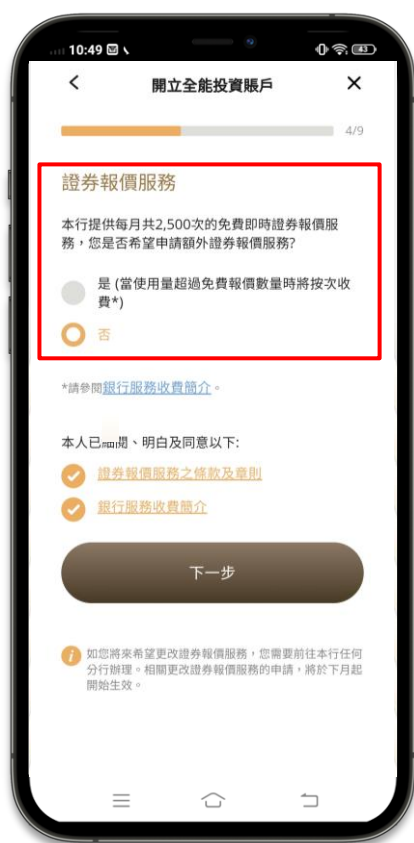 10:49
43
開立全能投資賬戶
4/9
證券報價服務
本行提供每月共2,500次的免費即時證券報價服
務，您是否希望申請額外證券報價服務?
是 (當使用量超過免費報價數量時將按次收
費*)
否
*請參閱銀行服務收費簡介。
本人已細閱、明白及同意以下:
證券報價服務之條款及章則
銀行服務收費簡介
下一步
如您將來希望更改證券報價服務，您需要前往本行任何
分行辦理。相關更改證券報價服務的申請，將於下月起
開始生效。